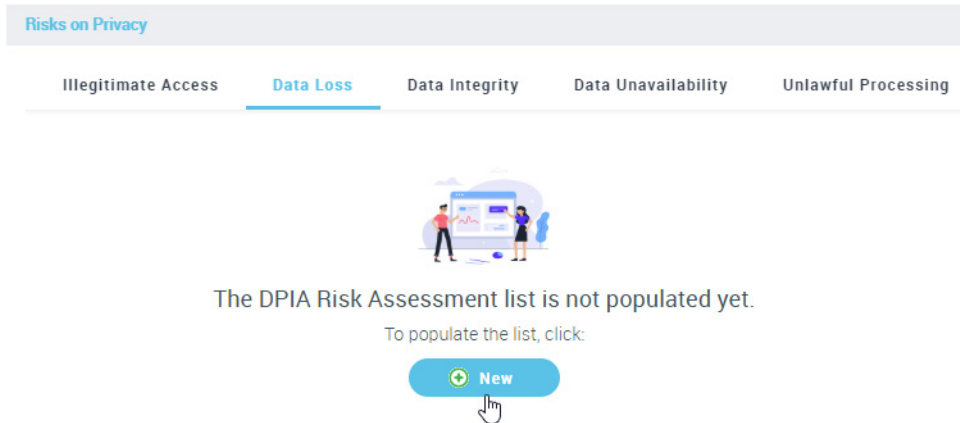 Risks on Privacy
Illegitimate Access Data Loss Data Integrity Data Unavailability Unlawful Processing
The DPIA Risk Assessment list is not populated yet.
To populate the list, click:
New